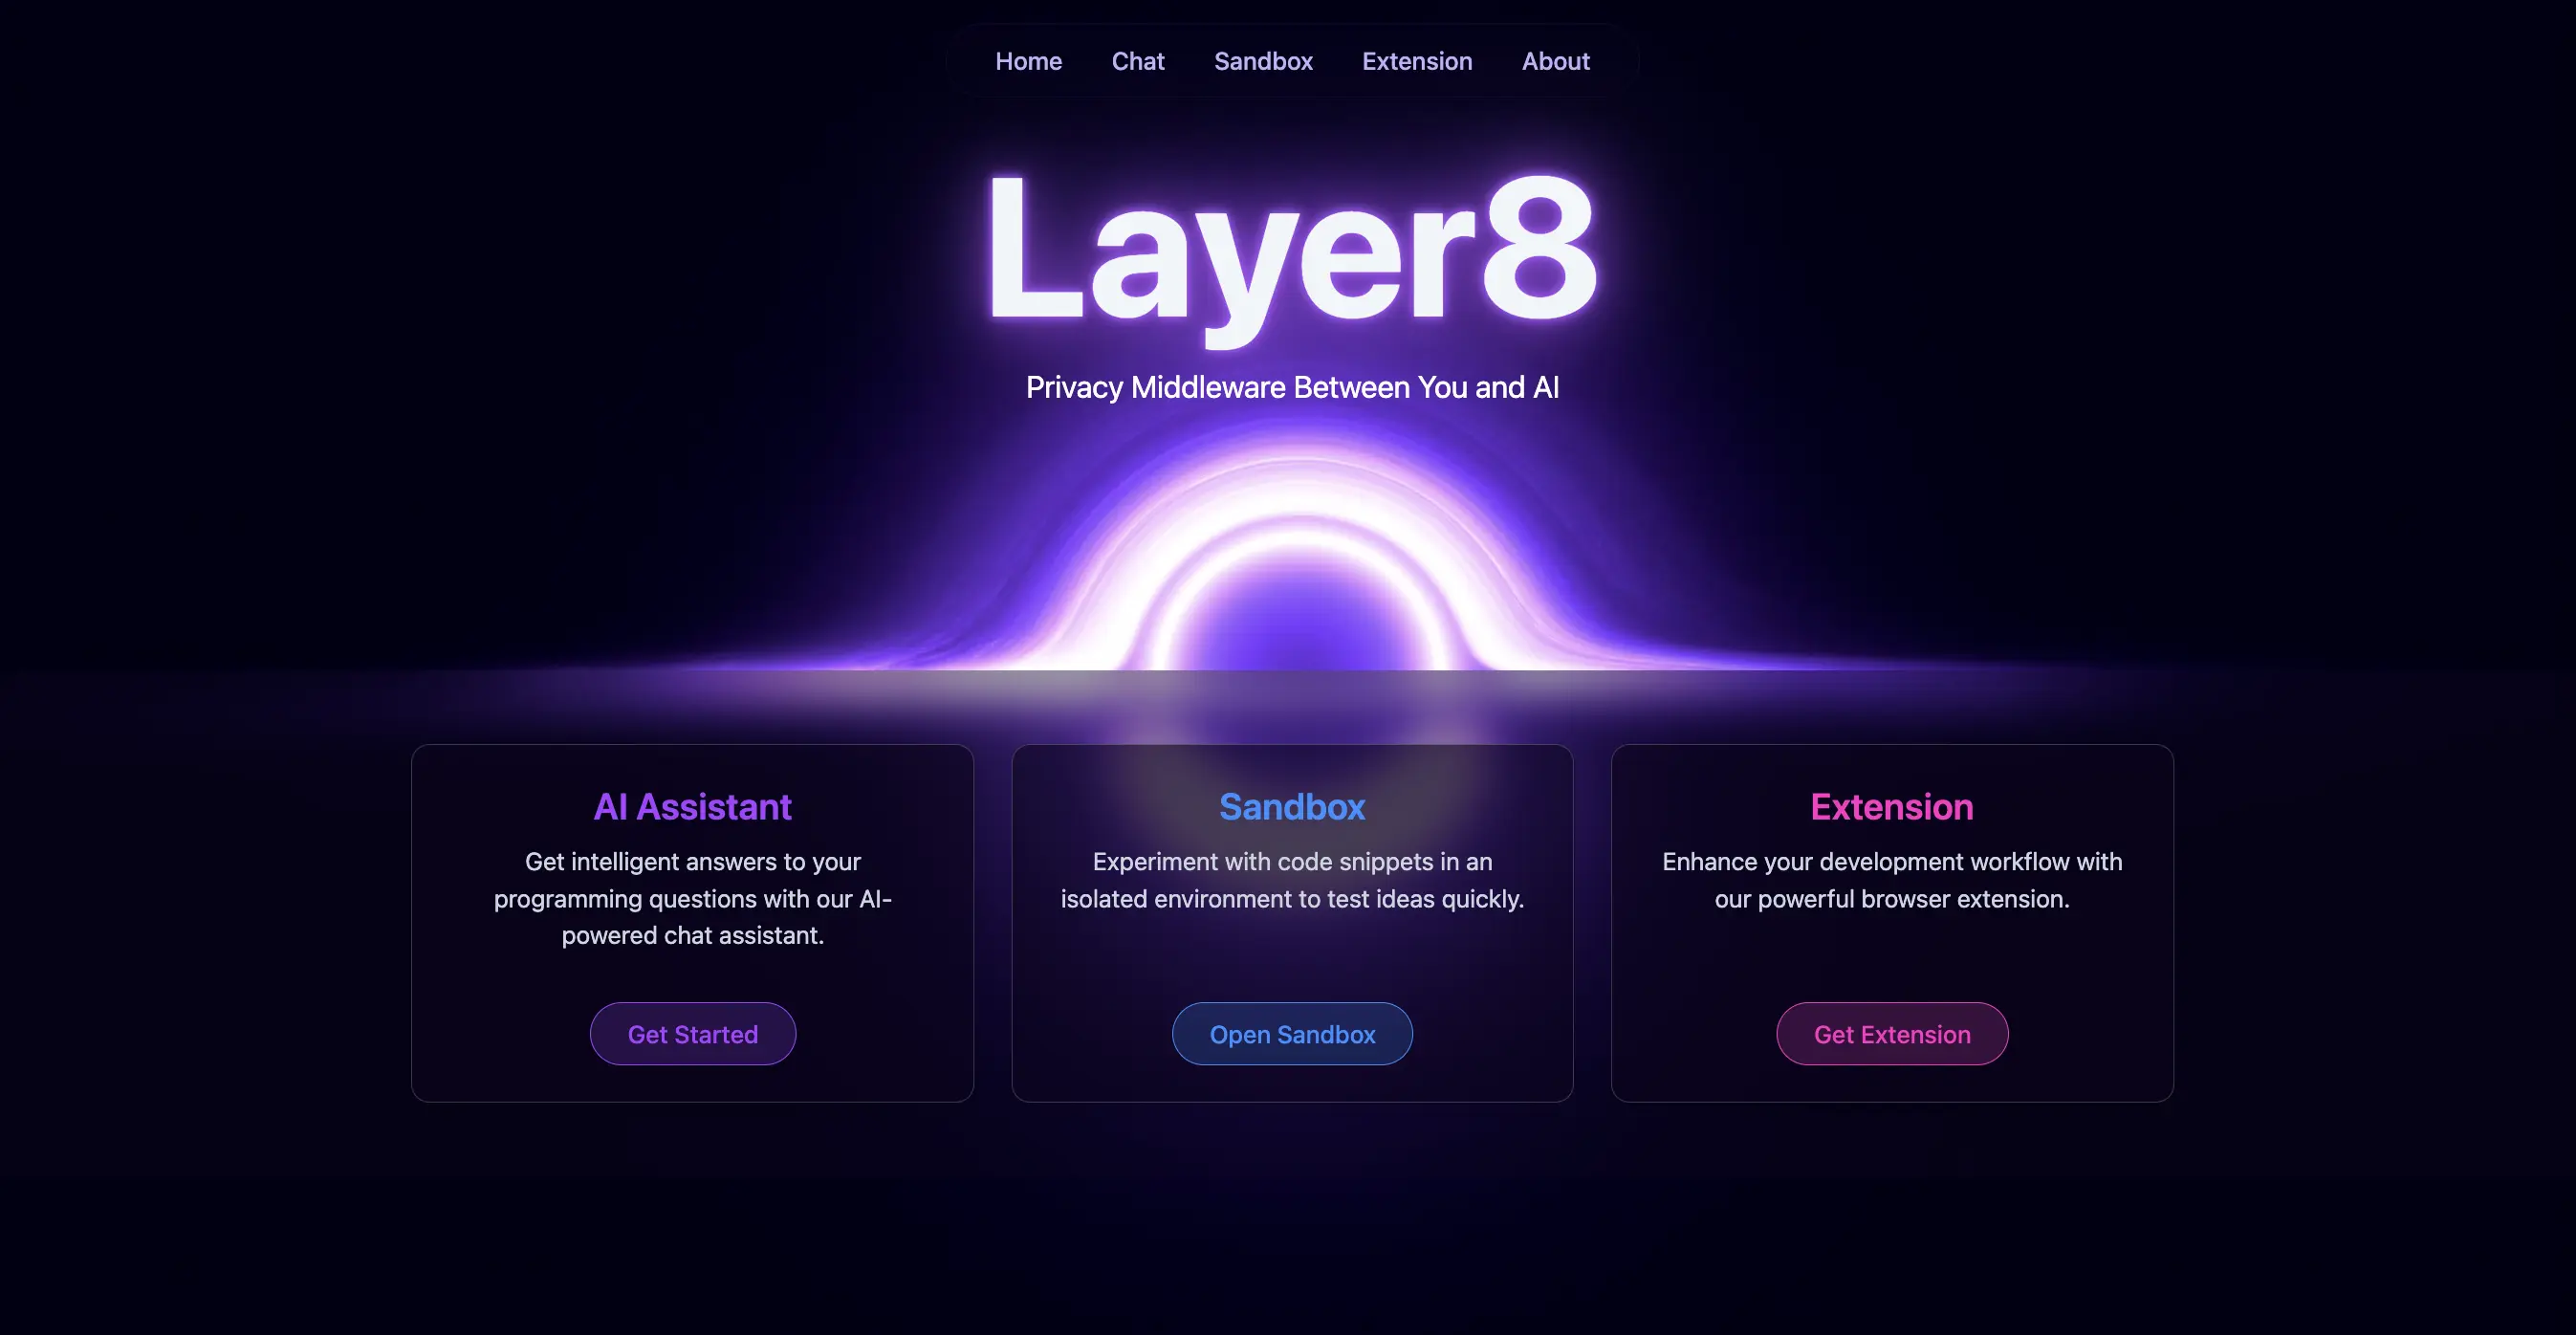 Home Chat Sandbox Extension About
Layer8
Privacy Middleware Between You and AI
AI Assistant
Get intelligent answers to your
programming questions with our AI-
powered chat assistant.
Get Started
Sandbox
Experiment with code snippets in an
isolated environment to test ideas quickly.
Open Sandbox
Extension
Enhance your development workflow with
our powerful browser extension.
Get Extension